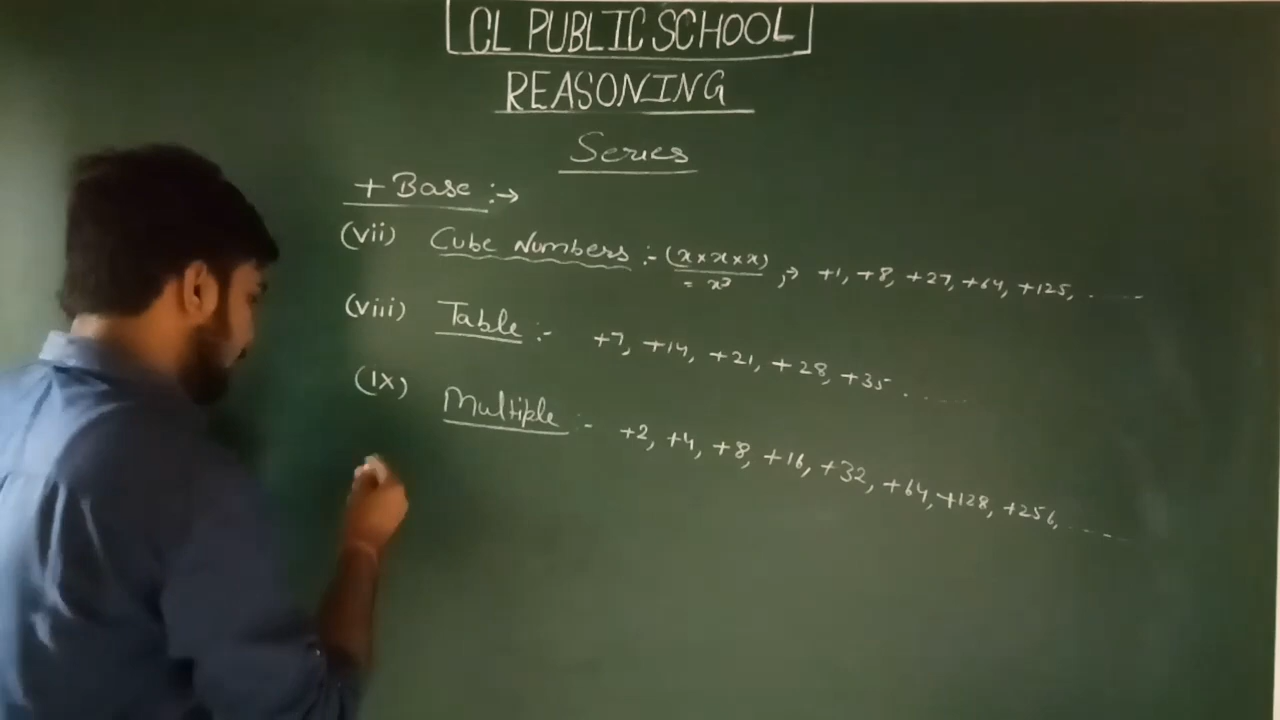 CL PUBLIC SCHOOL
REASONING
Series
+ Base :→
(vii) Cube Numbers :- (x×x×x) = x³ ,→ +1, +8, +27, +64, +125, ......
(viii) Table :- +7, +14, +21, +28, +35 .......
(ix) Multiple :- +2, +4, +8, +16, +32, +64, +128, +256, ......